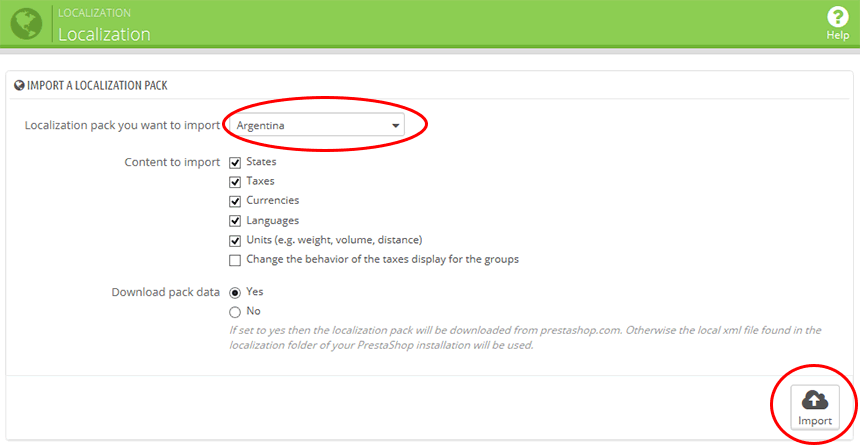 LOCALIZATION
Localization
Help
IMPORT A LOCALIZATION PACK
Localization pack you want to import
Argentina
Content to import
States
Taxes
Currencies
Languages
Units (e.g. weight, volume, distance)
Change the behavior of the taxes display for the groups
Download pack data
Yes
No
If set to yes then the localization pack will be downloaded from prestashop.com. Otherwise the local xml file found in the
localization folder of your PrestaShop installation will be used.
Import